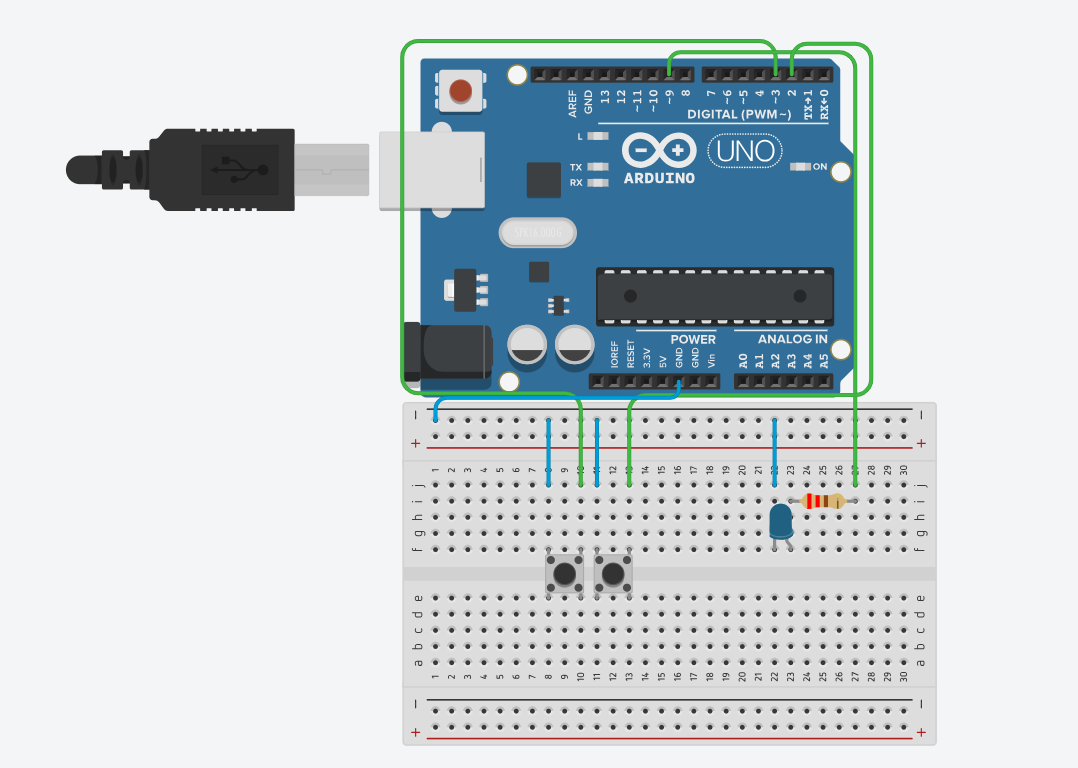 AREF
GND
13
12
~11
~10
~9
8
7
~6
~5
4
~3
2
TX→1
RX←0
DIGITAL (PWM~)
L
TX
RX
ARDUINO
UNO
ON
POWER
ANALOG IN
IOREF
RESET
3.3V
5V
GND
GND
Vin
A0
A1
A2
A3
A4
A5
− −
+ +
1 2 3 4 5 6 7 8 9 10 11 12 13 14 15 16 17 18 19 20 21 22 23 24 25 26 27 28 29 30
j j
i i
h h
g g
f f
e e
d d
c c
b b
a a
1 2 3 4 5 6 7 8 9 10 11 12 13 14 15 16 17 18 19 20 21 22 23 24 25 26 27 28 29 30
− −
+ +